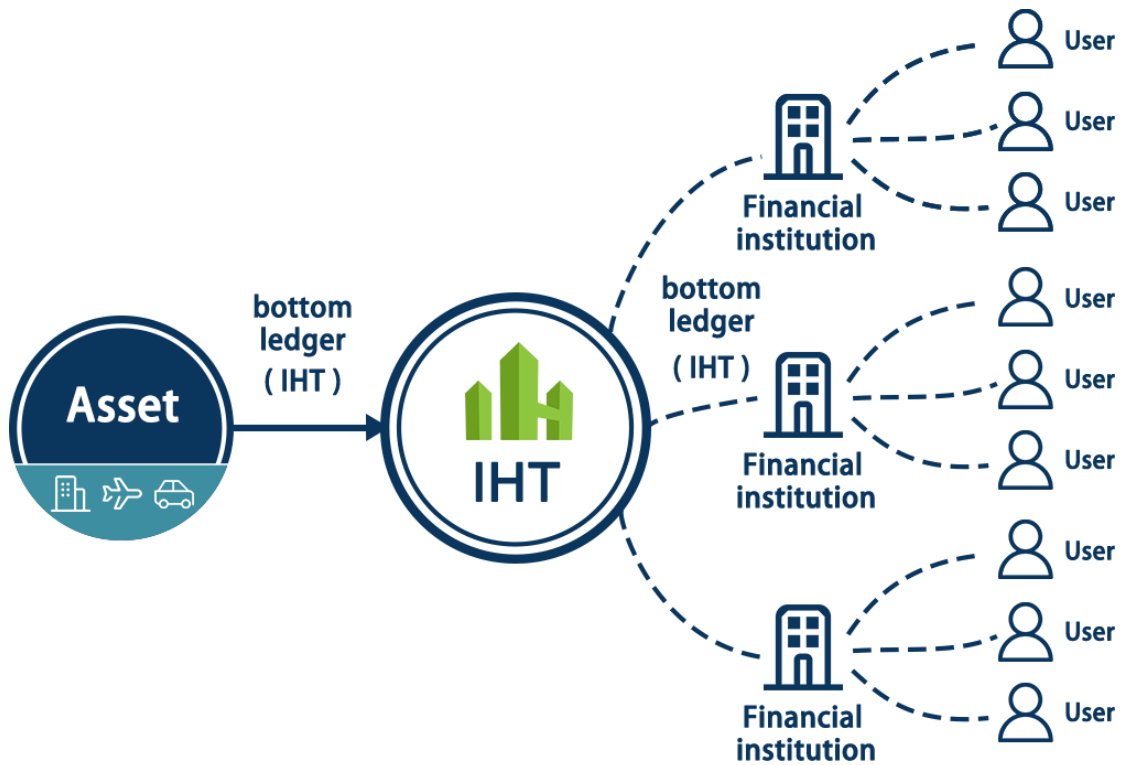 Asset
bottom
ledger
( IHT )
IHT
bottom
ledger
( IHT )
Financial
institution
User
User
User
Financial
institution
User
User
User
Financial
institution
User
User
User